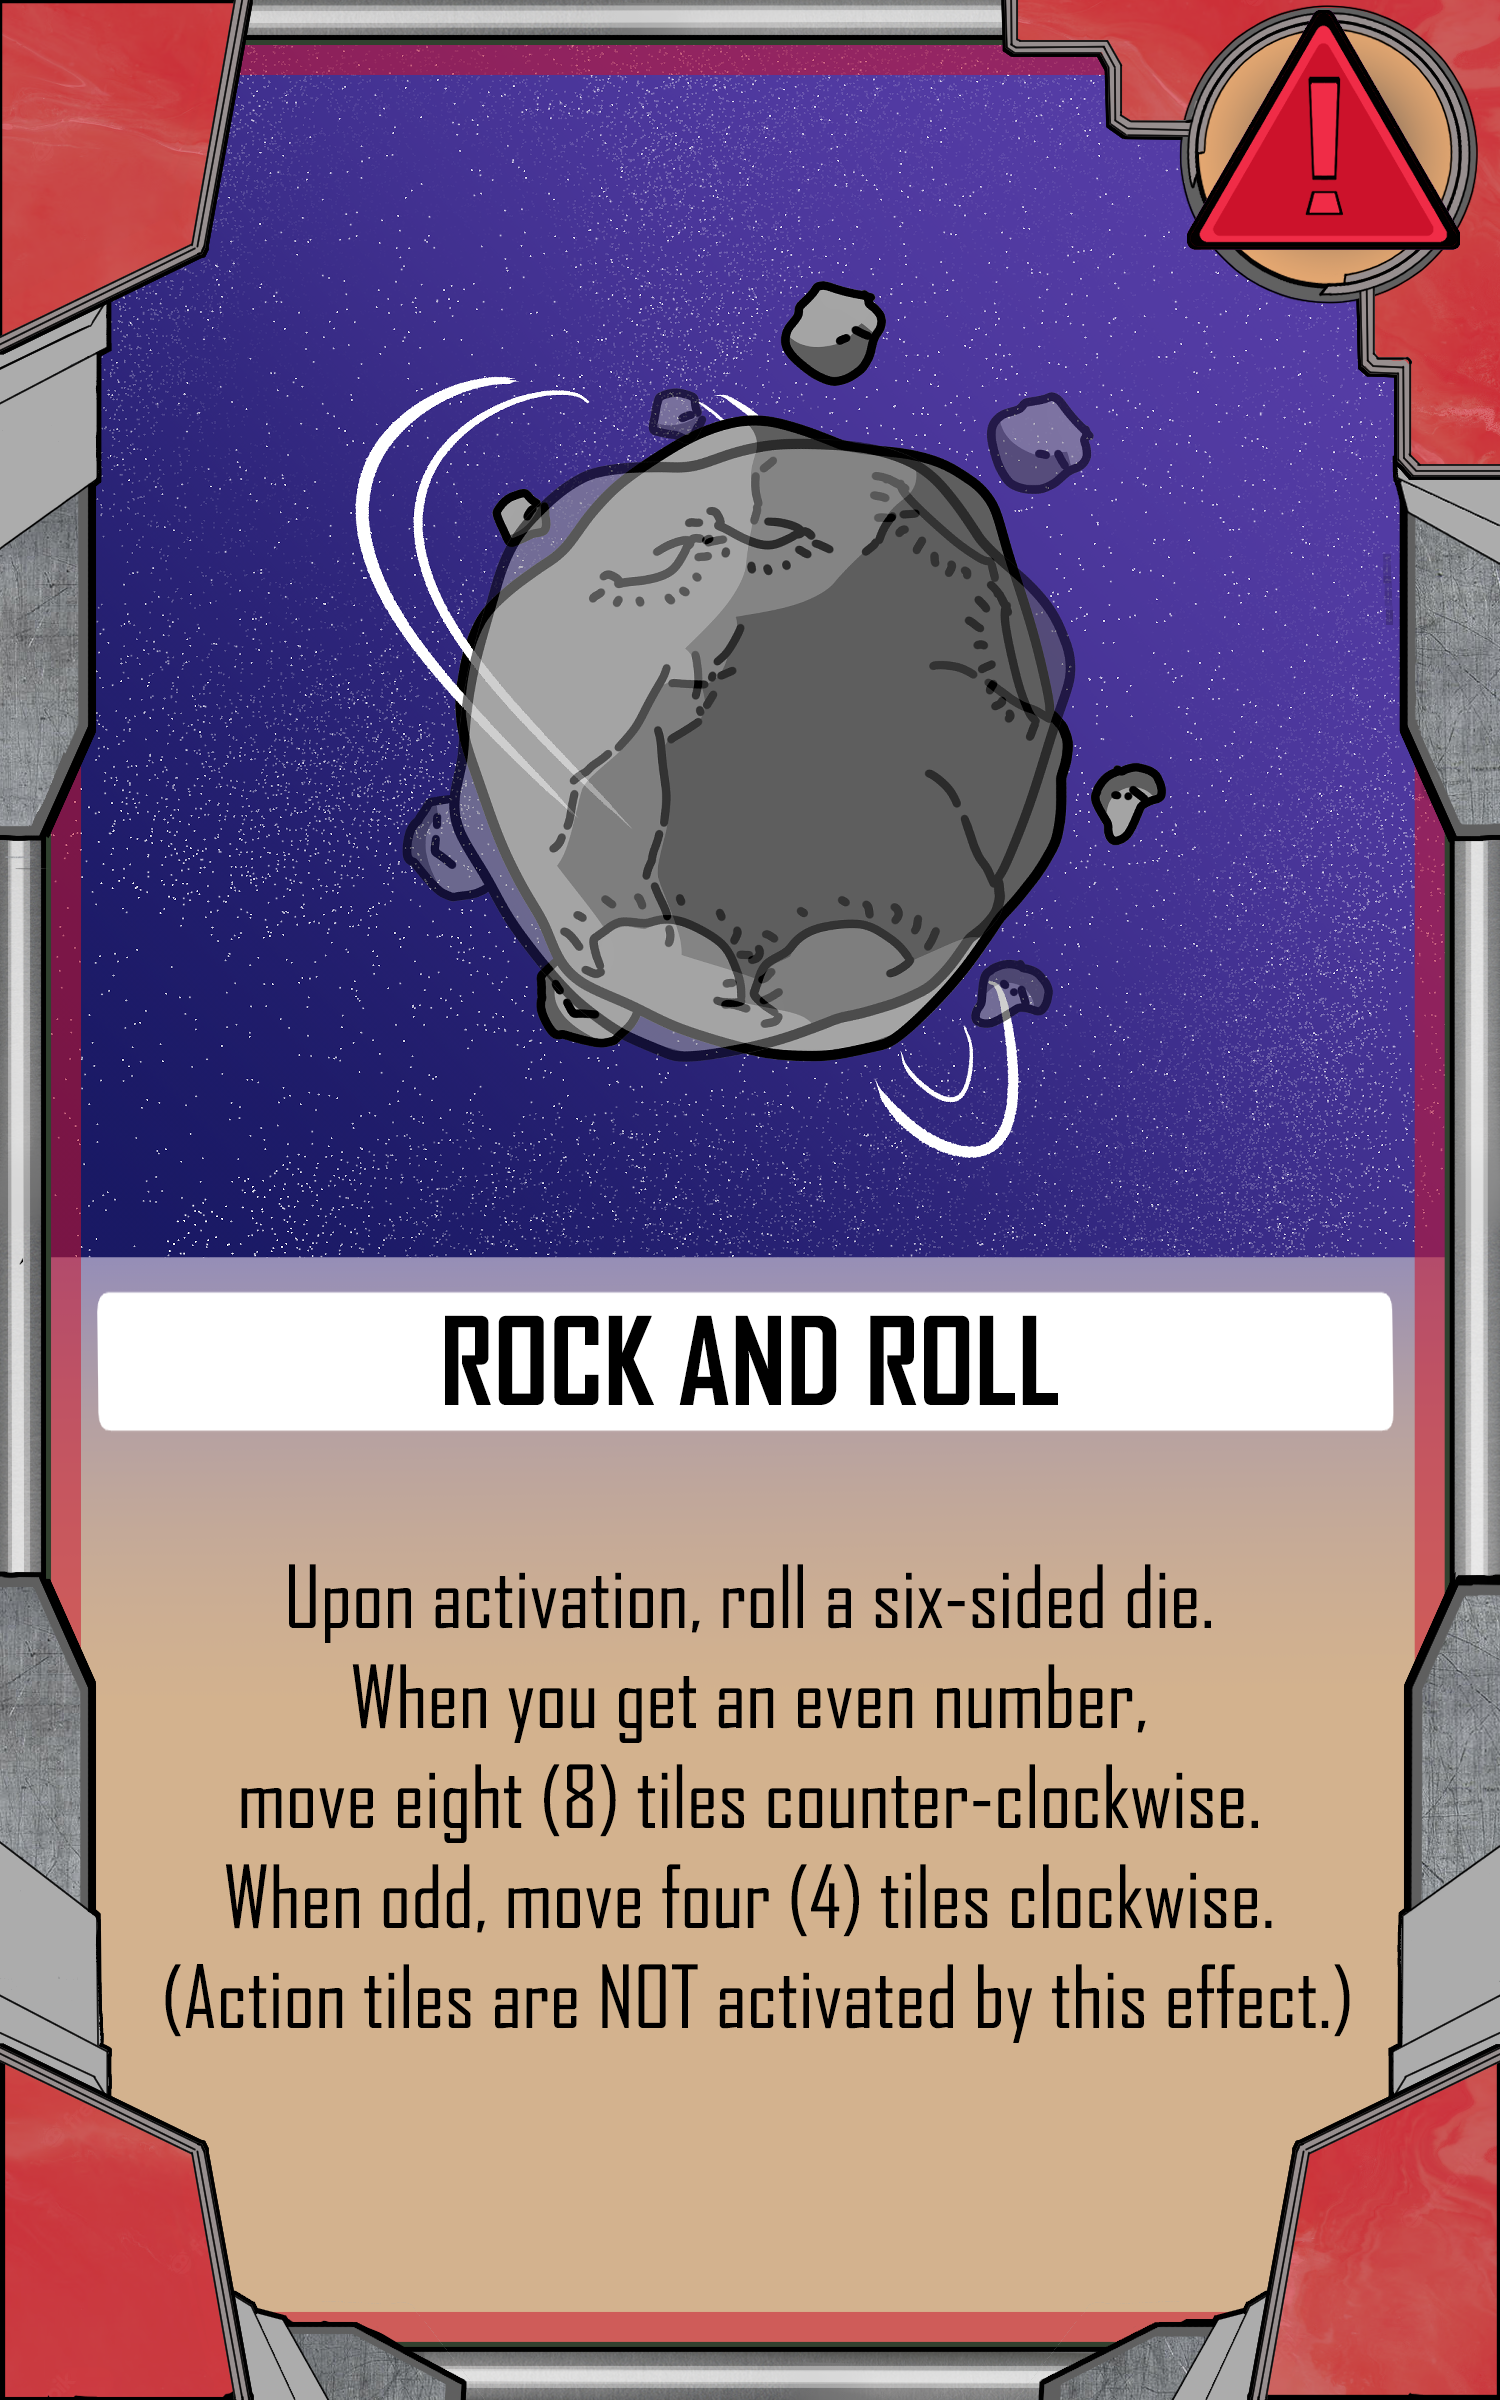 !
ROCK AND ROLL
Upon activation, roll a six-sided die.
When you get an even number,
move eight (8) tiles counter-clockwise.
When odd, move four (4) tiles clockwise.
(Action tiles are NOT activated by this effect.)